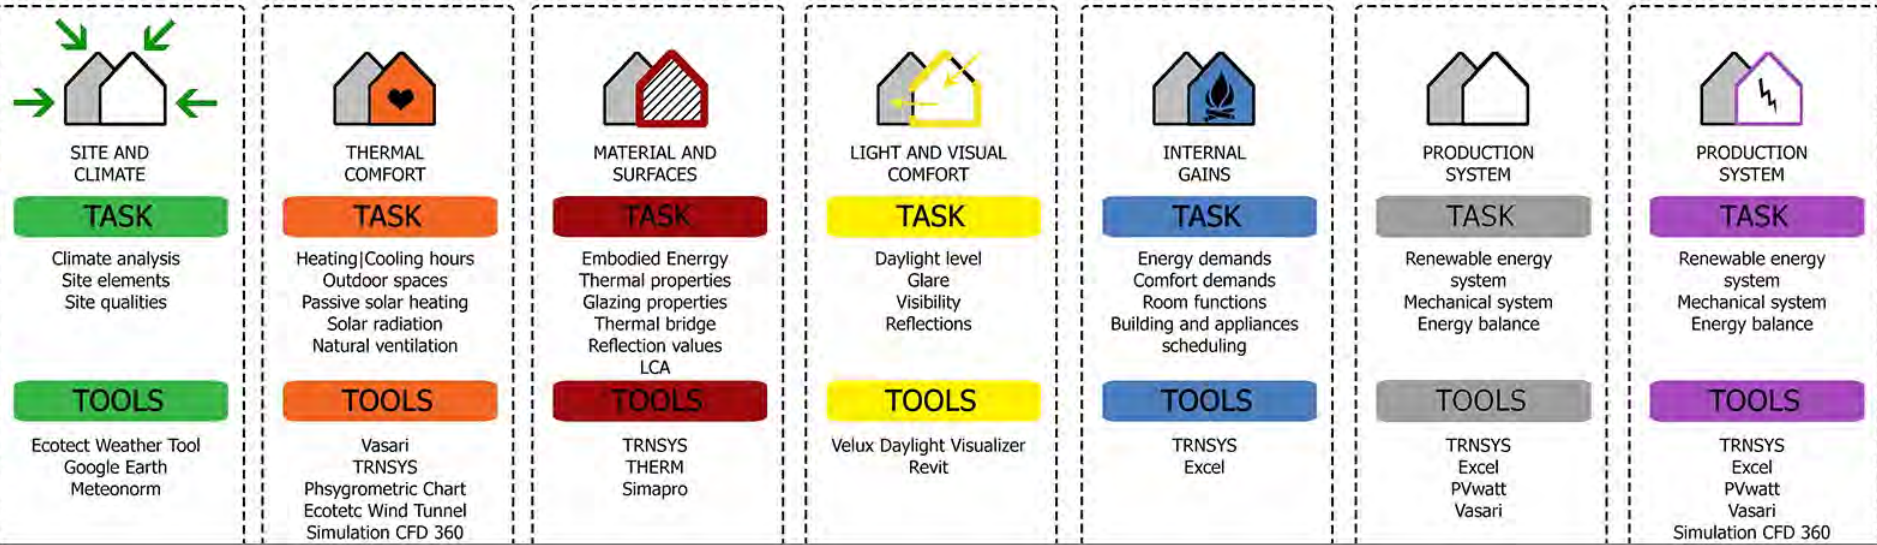 SITE AND
CLIMATE
TASK
Climate analysis
Site elements
Site qualities
TOOLS
Ecotect Weather Tool
Google Earth
Meteonorm
THERMAL
COMFORT
TASK
Heating|Cooling hours
Outdoor spaces
Passive solar heating
Solar radiation
Natural ventilation
TOOLS
Vasari
TRNSYS
Phsygrometric Chart
Ecotetc Wind Tunnel
Simulation CFD 360
MATERIAL AND
SURFACES
TASK
Embodied Enerrgy
Thermal properties
Glazing properties
Thermal bridge
Reflection values
LCA
TOOLS
TRNSYS
THERM
Simapro
LIGHT AND VISUAL
COMFORT
TASK
Daylight level
Glare
Visibility
Reflections
TOOLS
Velux Daylight Visualizer
Revit
INTERNAL
GAINS
TASK
Energy demands
Comfort demands
Room functions
Building and appliances
scheduling
TOOLS
TRNSYS
Excel
PRODUCTION
SYSTEM
TASK
Renewable energy
system
Mechanical system
Energy balance
TOOLS
TRNSYS
Excel
PVwatt
Vasari
PRODUCTION
SYSTEM
TASK
Renewable energy
system
Mechanical system
Energy balance
TOOLS
TRNSYS
Excel
PVwatt
Vasari
Simulation CFD 360